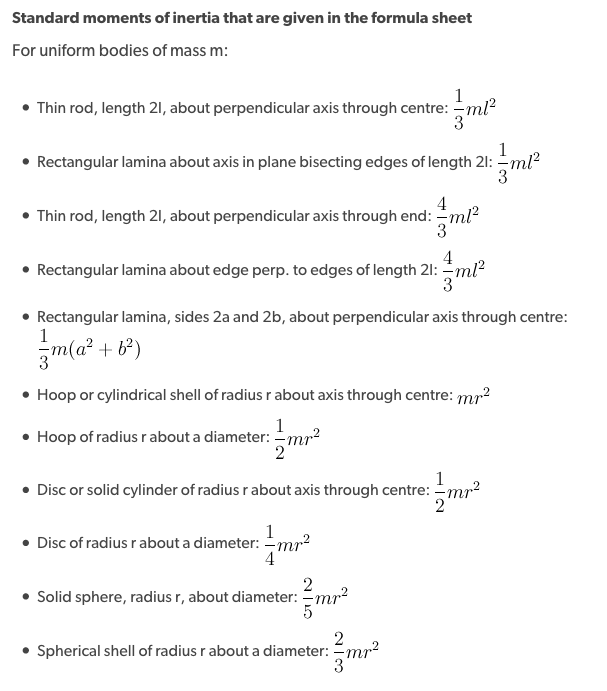 Standard moments of inertia that are given in the formula sheet
For uniform bodies of mass m:
• Thin rod, length 2l, about perpendicular axis through centre: \frac{1}{3}ml^2
• Rectangular lamina about axis in plane bisecting edges of length 2l: \frac{1}{3}ml^2
• Thin rod, length 2l, about perpendicular axis through end: \frac{4}{3}ml^2
• Rectangular lamina about edge perp. to edges of length 2l: \frac{4}{3}ml^2
• Rectangular lamina, sides 2a and 2b, about perpendicular axis through centre:
\frac{1}{3}m(a^2 + b^2)
• Hoop or cylindrical shell of radius r about axis through centre: mr^2
• Hoop of radius r about a diameter: \frac{1}{2}mr^2
• Disc or solid cylinder of radius r about axis through centre: \frac{1}{2}mr^2
• Disc of radius r about a diameter: \frac{1}{4}mr^2
• Solid sphere, radius r, about diameter: \frac{2}{5}mr^2
• Spherical shell of radius r about a diameter: \frac{2}{3}mr^2